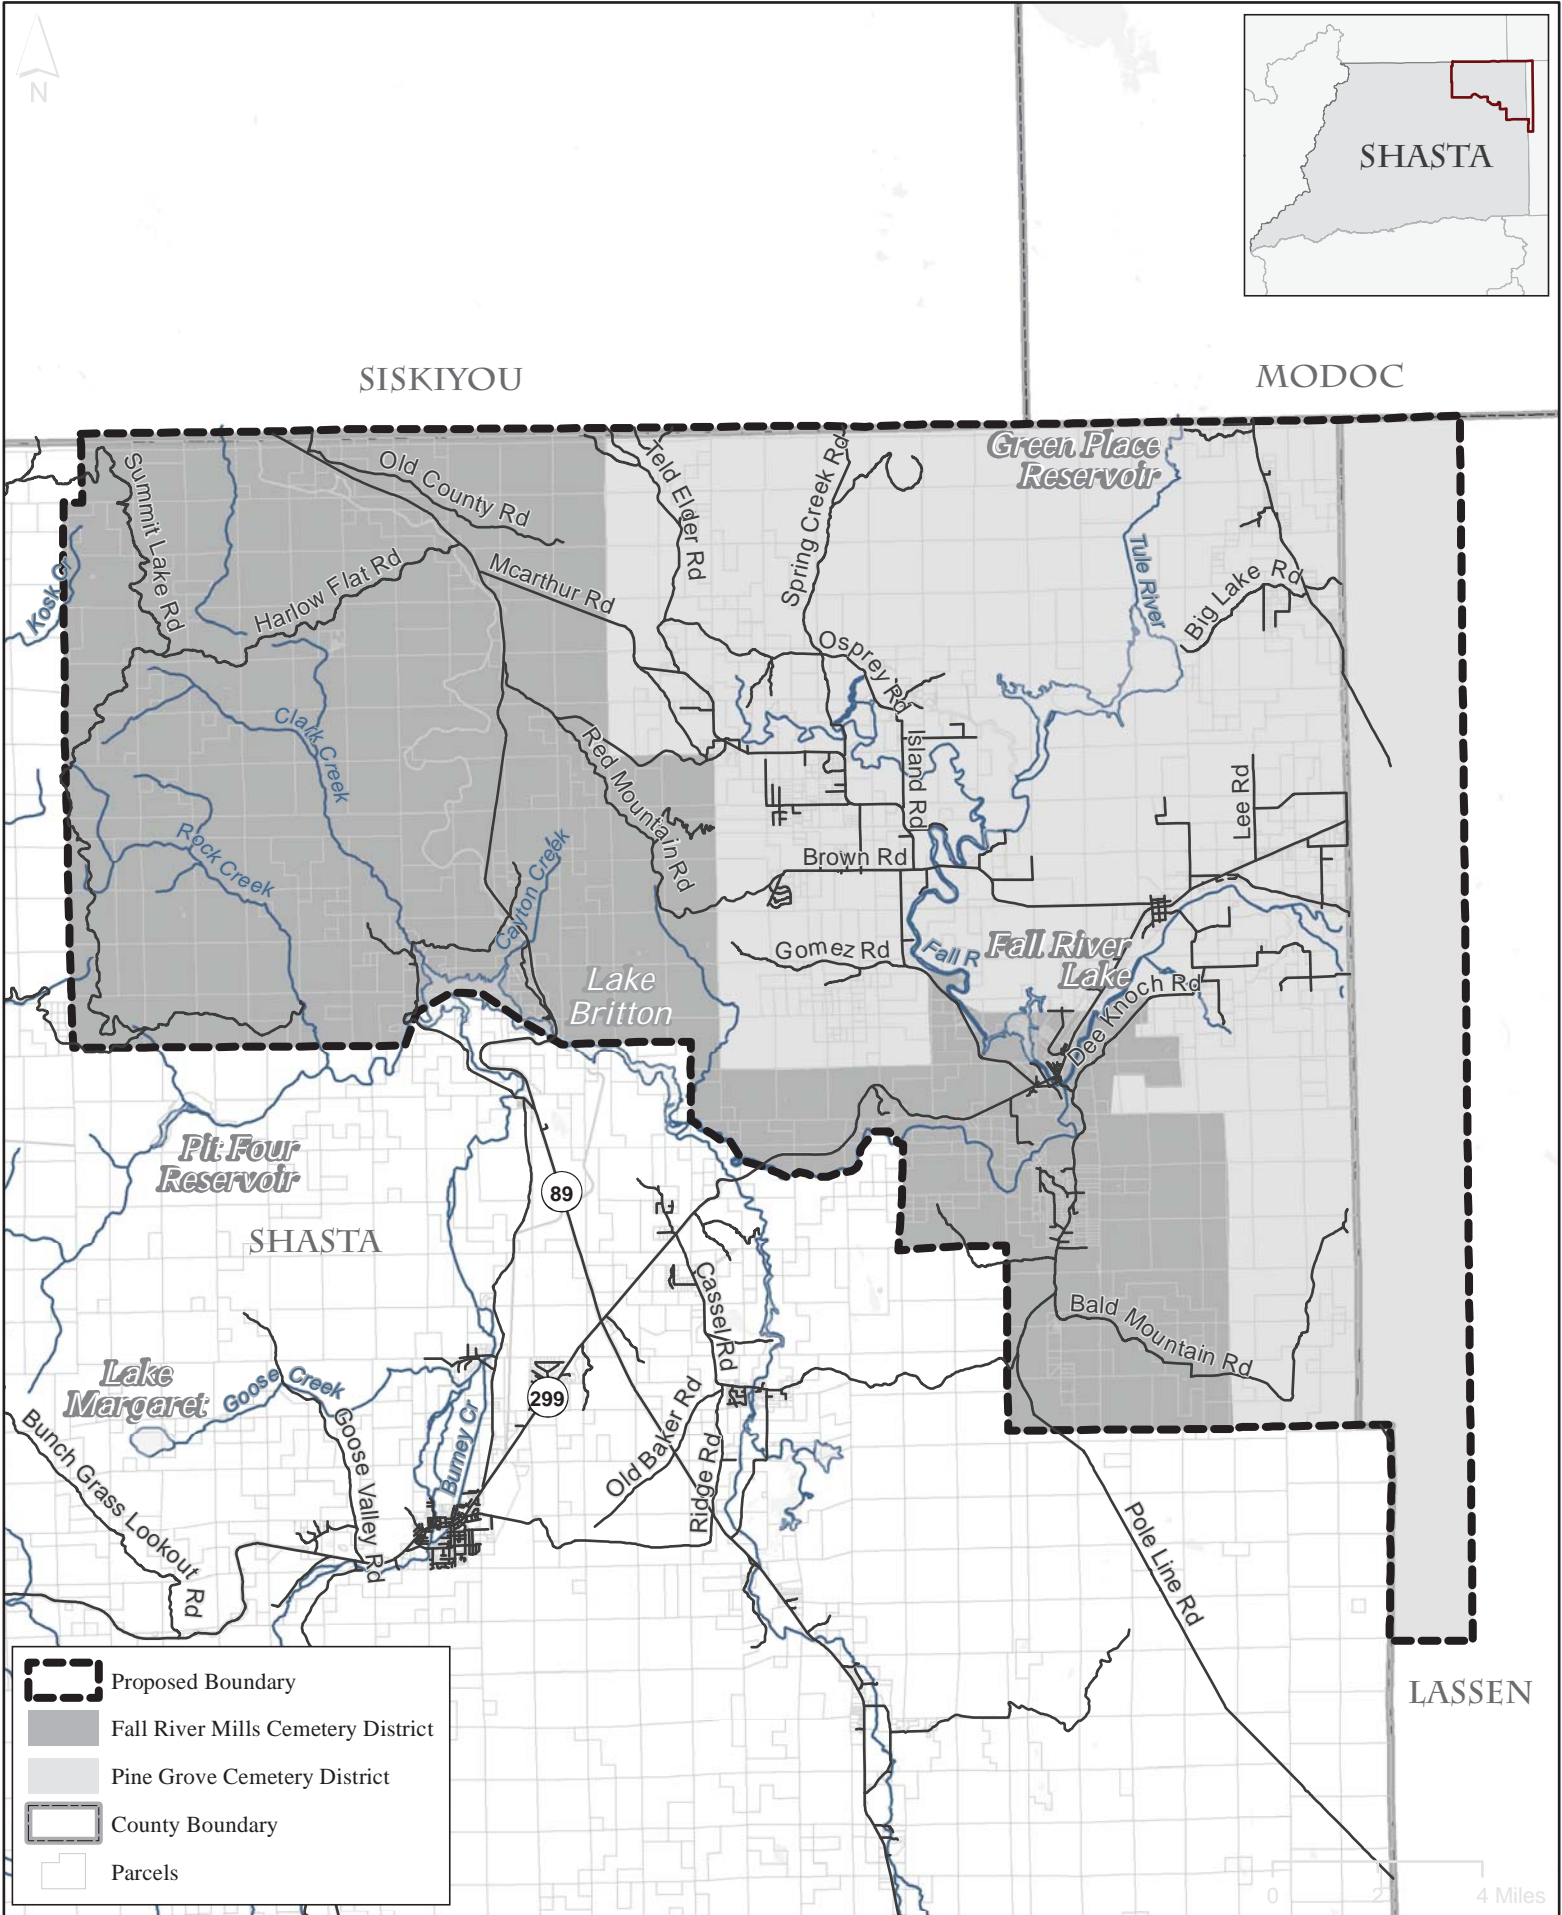 N
SHASTA
SISKIYOU
MODOC
Green Place
Reservoir
Summit Lake Rd
Old County Rd
Teld Elder Rd
Spring Creek Rd
Tule River
Kosk Cr
Harlow Flat Rd
Mcarthur Rd
Big Lake Rd
Osprey Rd
Clark Creek
Red Mountain Rd
Island Rd
Lee Rd
Rock Creek
Cayton Creek
Brown Rd
Gomez Rd
Fall R
Fall River
Lake
Lake
Britton
Dee Knoch Rd
Pit Four
Reservoir
89
SHASTA
Cassel Rd
Bald Mountain Rd
Lake
Margaret
Goose Creek
299
Old Baker Rd
Burney Cr
Goose Valley Rd
Ridge Rd
Bunch Grass Lookout Rd
Pole Line Rd
LASSEN
Proposed Boundary
Fall River Mills Cemetery District
Pine Grove Cemetery District
County Boundary
Parcels
0 2 4 Miles